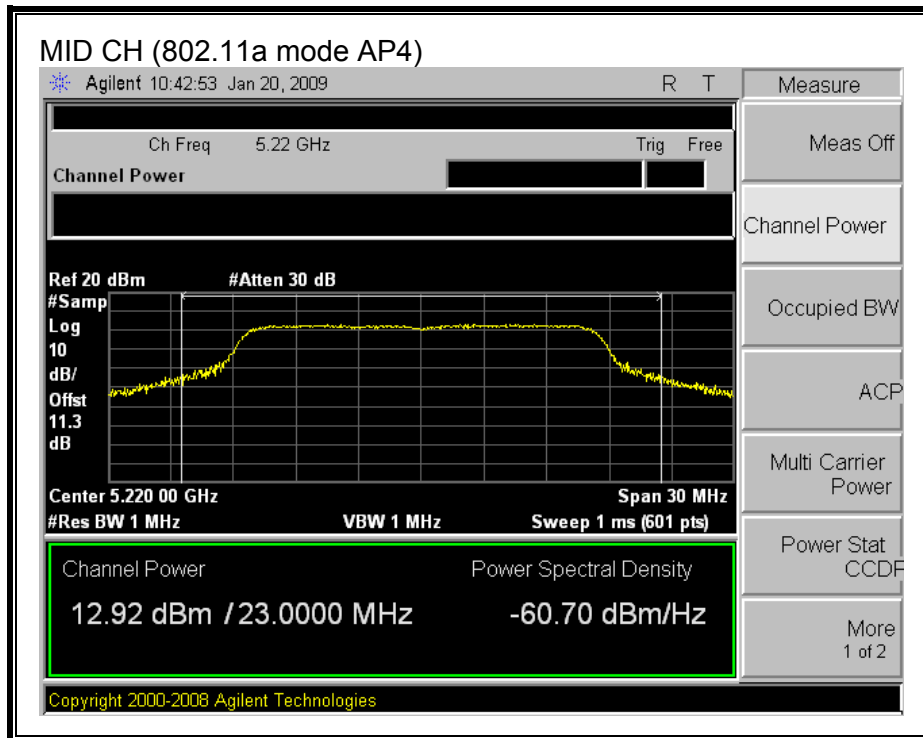 MID CH (802.11a mode AP4)
Agilent 10:42:53 Jan 20, 2009 R T
Measure
Ch Freq 5.22 GHz Trig Free
Channel Power
Meas Off
Channel Power
Occupied BW
ACP
Multi Carrier
Power
Power Stat
CCDF
More
1 of 2
Ref 20 dBm #Atten 30 dB
#Samp
Log
10
dB/
Offst
11.3
dB
Center 5.220 00 GHz Span 30 MHz
#Res BW 1 MHz VBW 1 MHz Sweep 1 ms (601 pts)
Channel Power Power Spectral Density
12.92 dBm / 23.0000 MHz -60.70 dBm/Hz
Copyright 2000-2008 Agilent Technologies